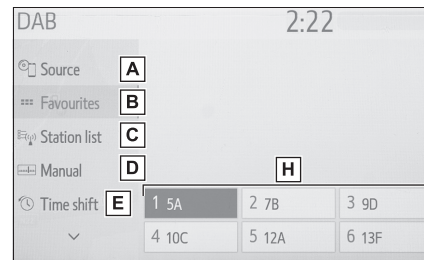 DAB 2:22
Source A
Favourites B
Station list C
Manual D
H
Time shift E
1 5A 2 7B 3 9D
4 10C 5 12A 6 13F